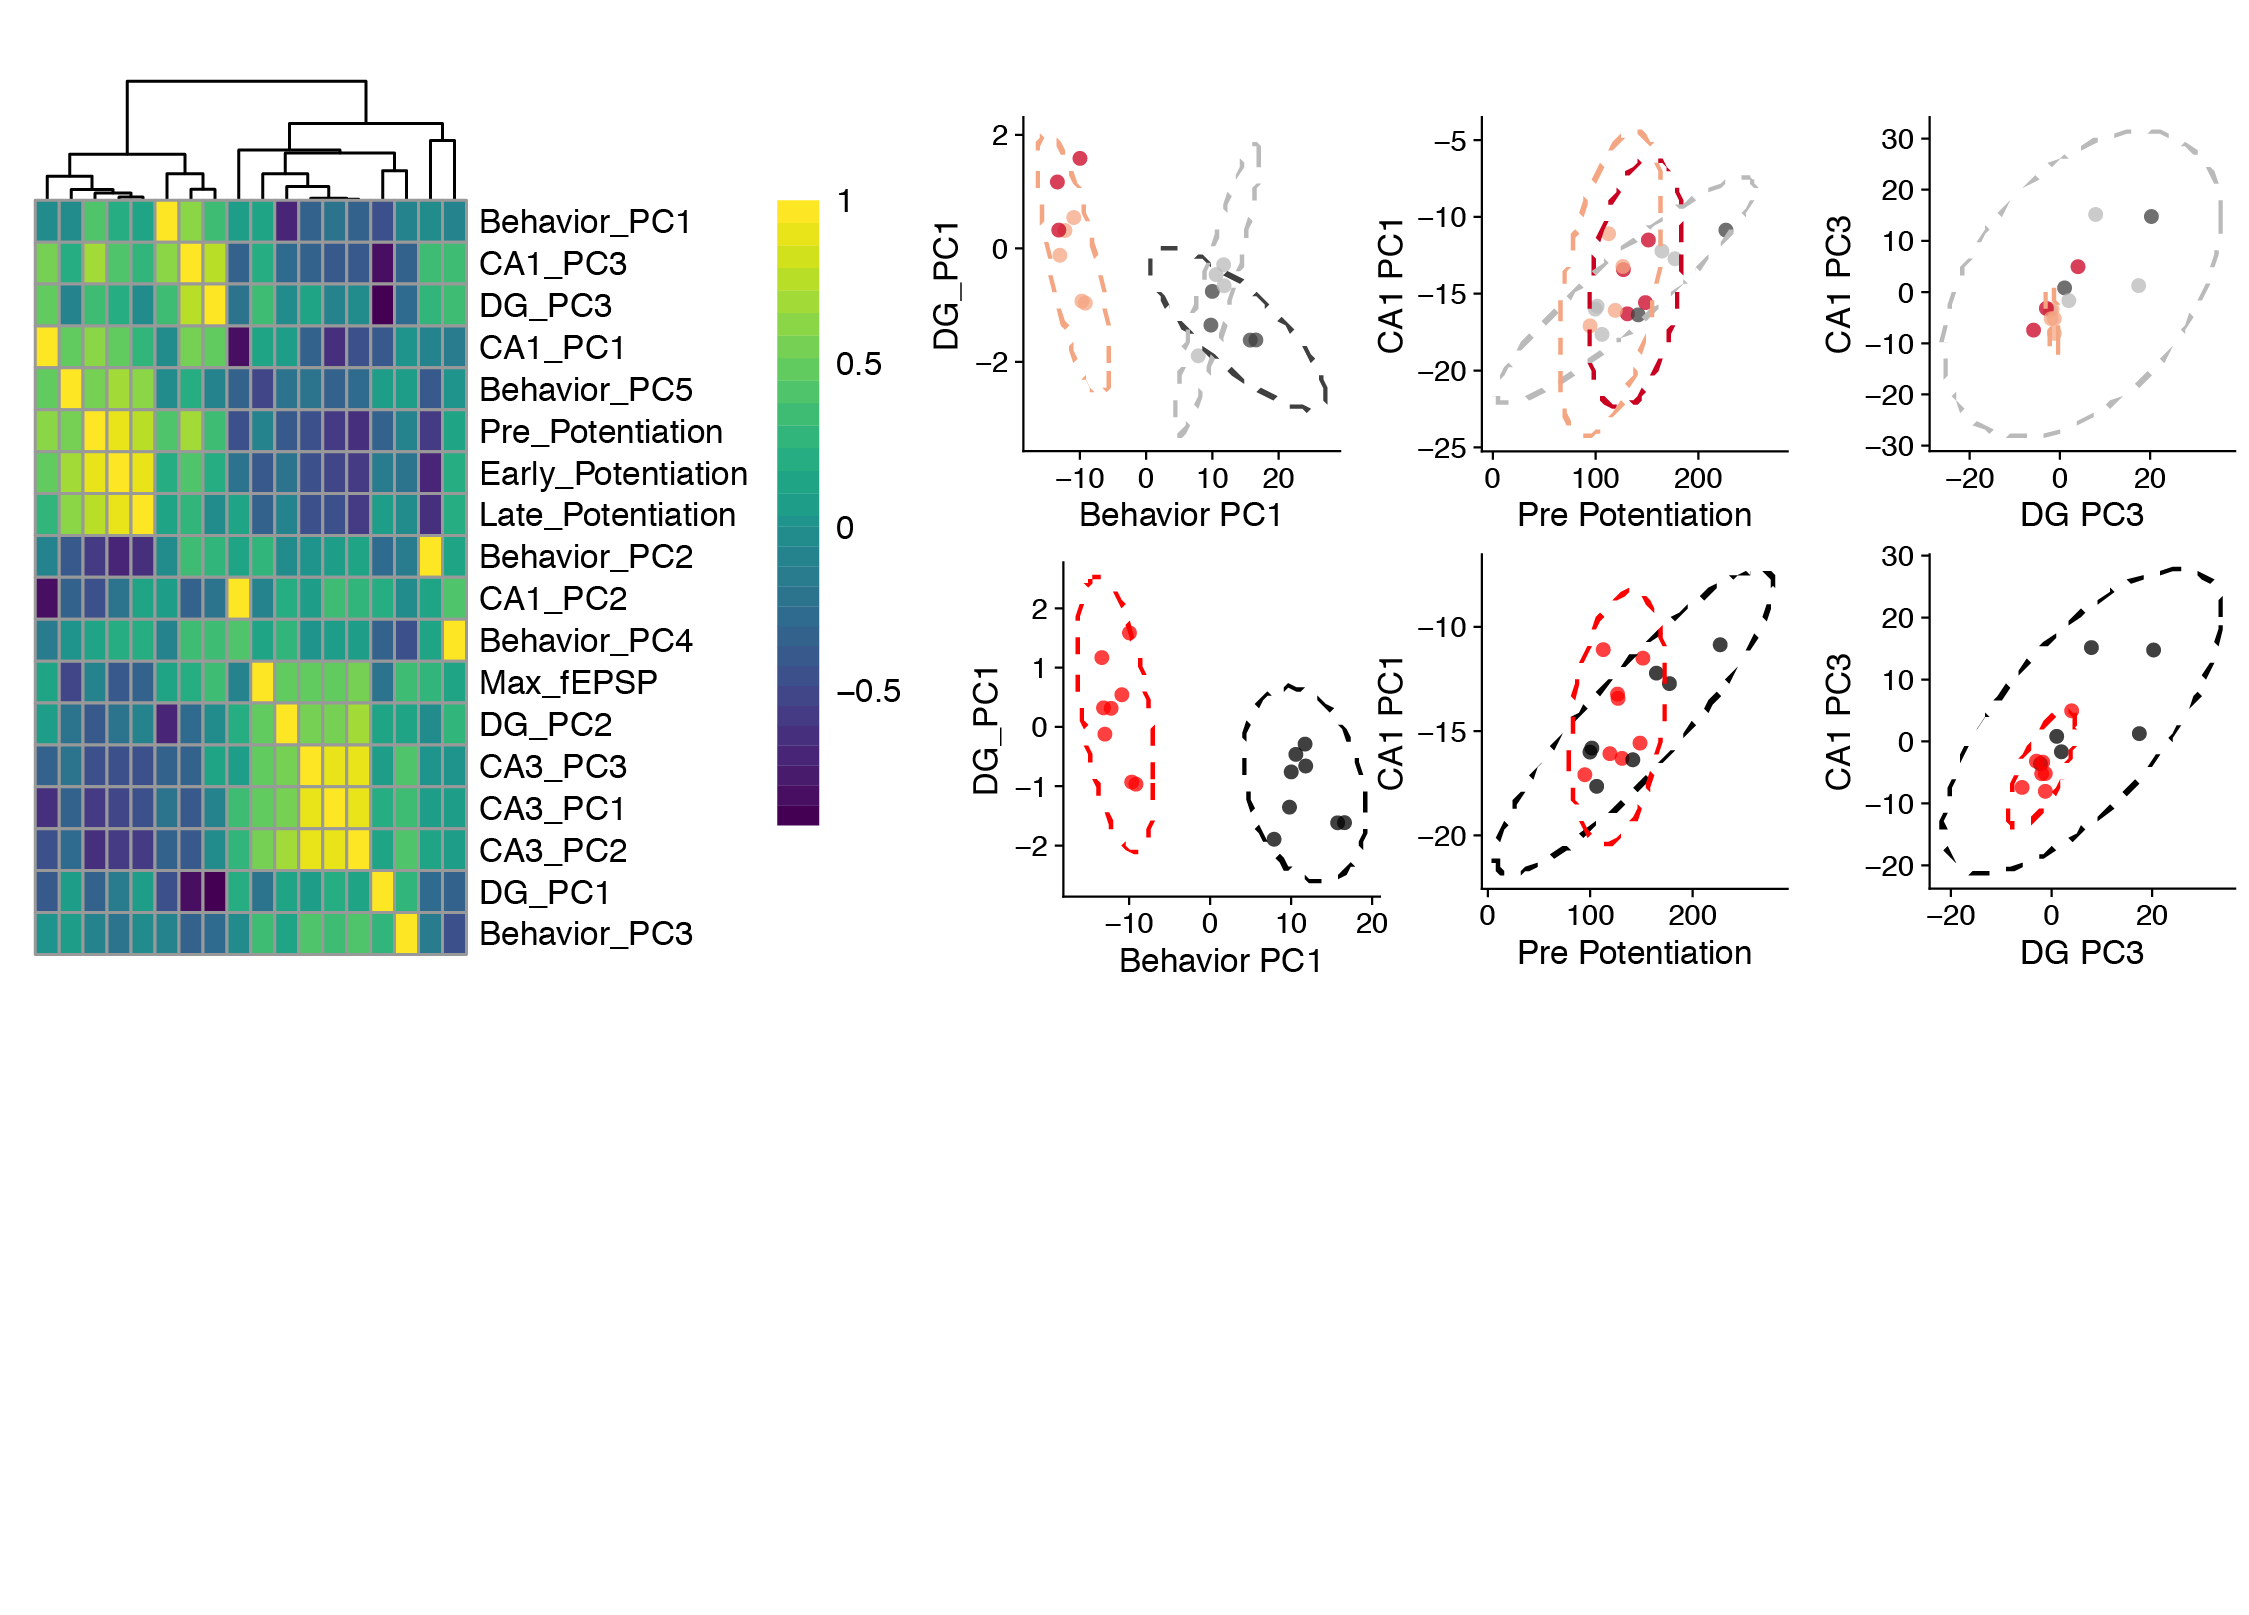 Behavior_PC1
CA1_PC3
DG_PC3
CA1_PC1
Behavior_PC5
Pre_Potentiation
Early_Potentiation
Late_Potentiation
Behavior_PC2
CA1_PC2
Behavior_PC4
Max_fEPSP
DG_PC2
CA3_PC3
CA3_PC1
CA3_PC2
DG_PC1
Behavior_PC3
1
0.5
0
−0.5
DG_PC1
2
0
−2
−10 0 10 20
Behavior PC1
CA1 PC1
−5
−10
−15
−20
−25
0 100 200
Pre Potentiation
CA1 PC3
30
20
10
0
−10
−20
−30
−20 0 20
DG PC3
DG_PC1
2
1
0
−1
−2
−10 0 10 20
Behavior PC1
CA1 PC1
−10
−15
−20
0 100 200
Pre Potentiation
CA1 PC3
30
20
10
0
−10
−20
−20 0 20
DG PC3